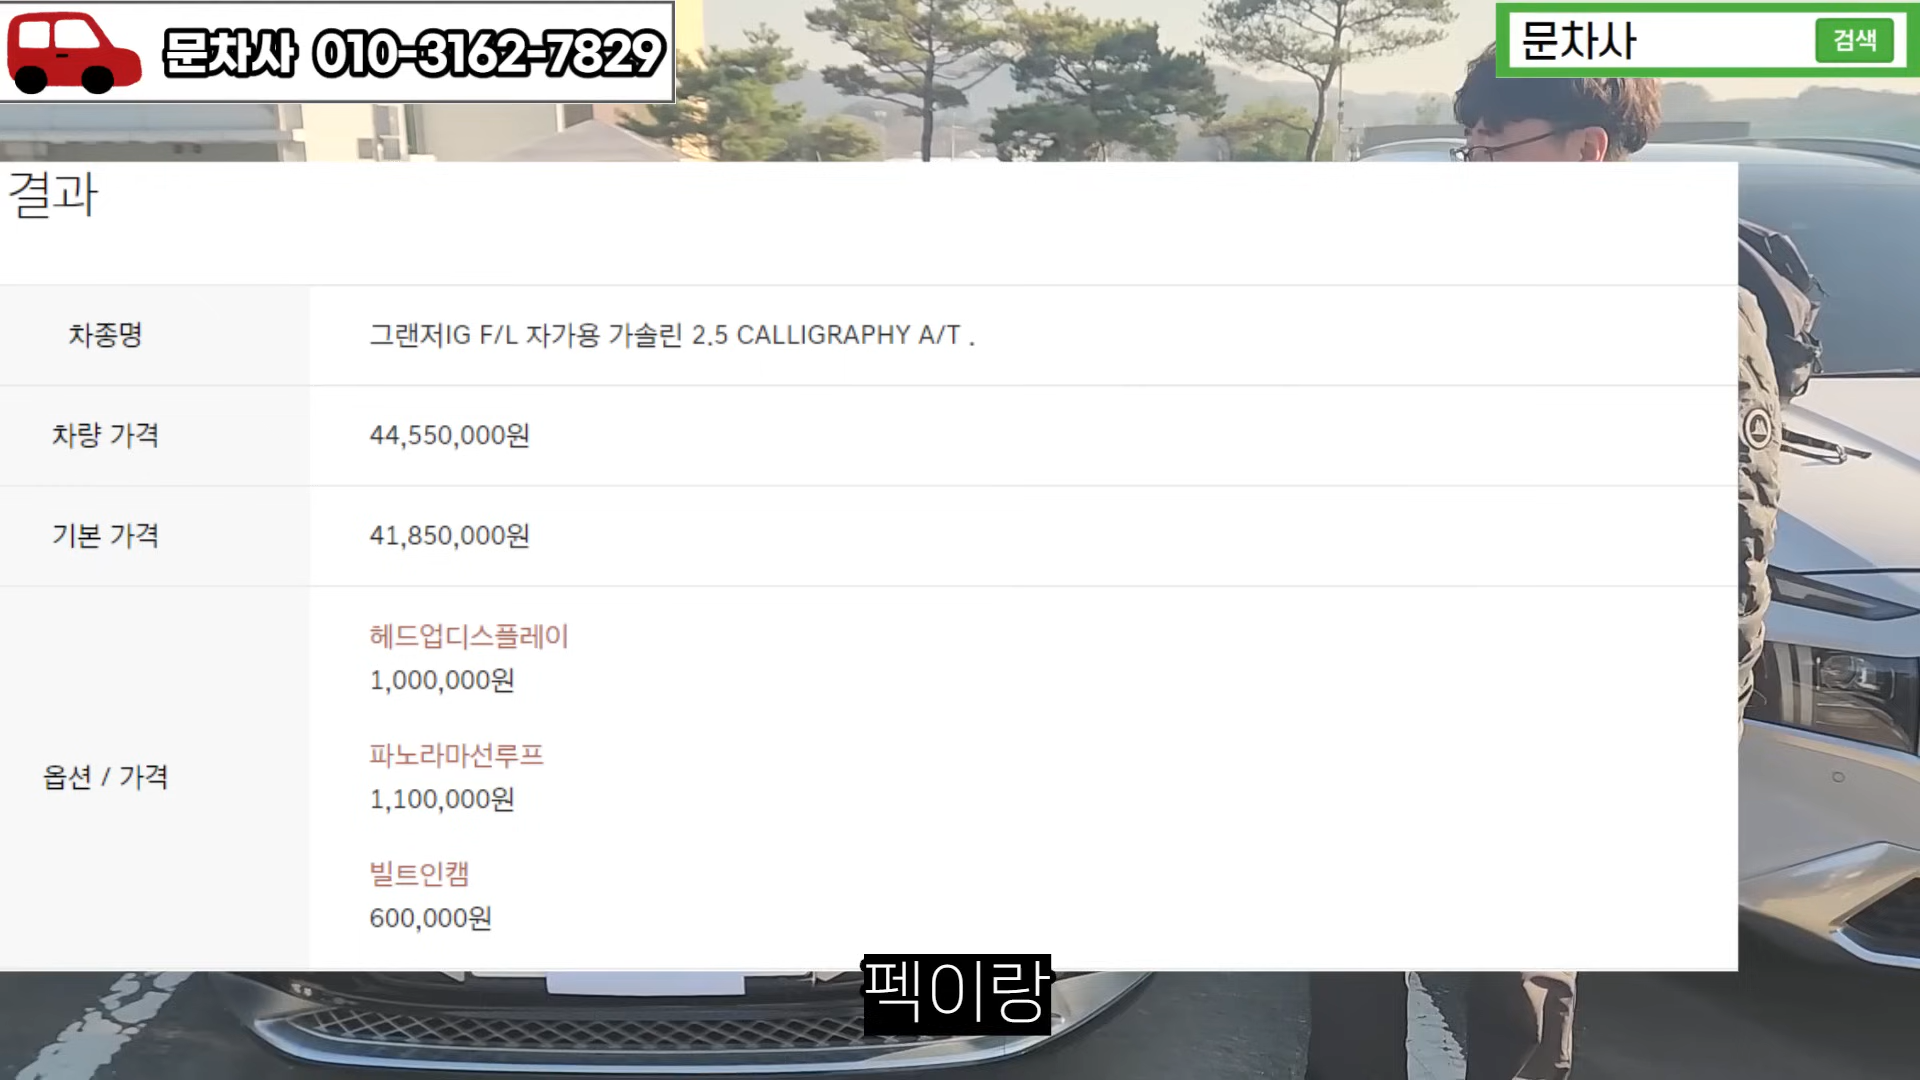 문차사 010-3162-7829
문차사 검색
결과
차종명 그랜저IG F/L 자가용 가솔린 2.5 CALLIGRAPHY A/T .
차량 가격 44,550,000원
기본 가격 41,850,000원
옵션 / 가격
헤드업디스플레이
1,000,000원
파노라마선루프
1,100,000원
빌트인캠
600,000원
펙이랑